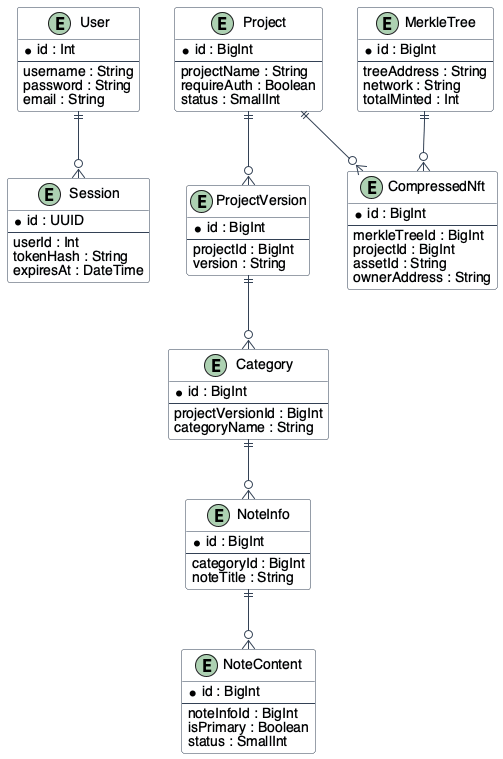 E User
* id : Int
username : String
password : String
email : String
E Project
* id : BigInt
projectName : String
requireAuth : Boolean
status : SmallInt
E MerkleTree
* id : BigInt
treeAddress : String
network : String
totalMinted : Int
E Session
* id : UUID
userId : Int
tokenHash : String
expiresAt : DateTime
E ProjectVersion
* id : BigInt
projectId : BigInt
version : String
E CompressedNft
* id : BigInt
merkleTreeId : BigInt
projectId : BigInt
assetId : String
ownerAddress : String
E Category
* id : BigInt
projectVersionId : BigInt
categoryName : String
E NoteInfo
* id : BigInt
categoryId : BigInt
noteTitle : String
E NoteContent
* id : BigInt
noteInfoId : BigInt
isPrimary : Boolean
status : SmallInt